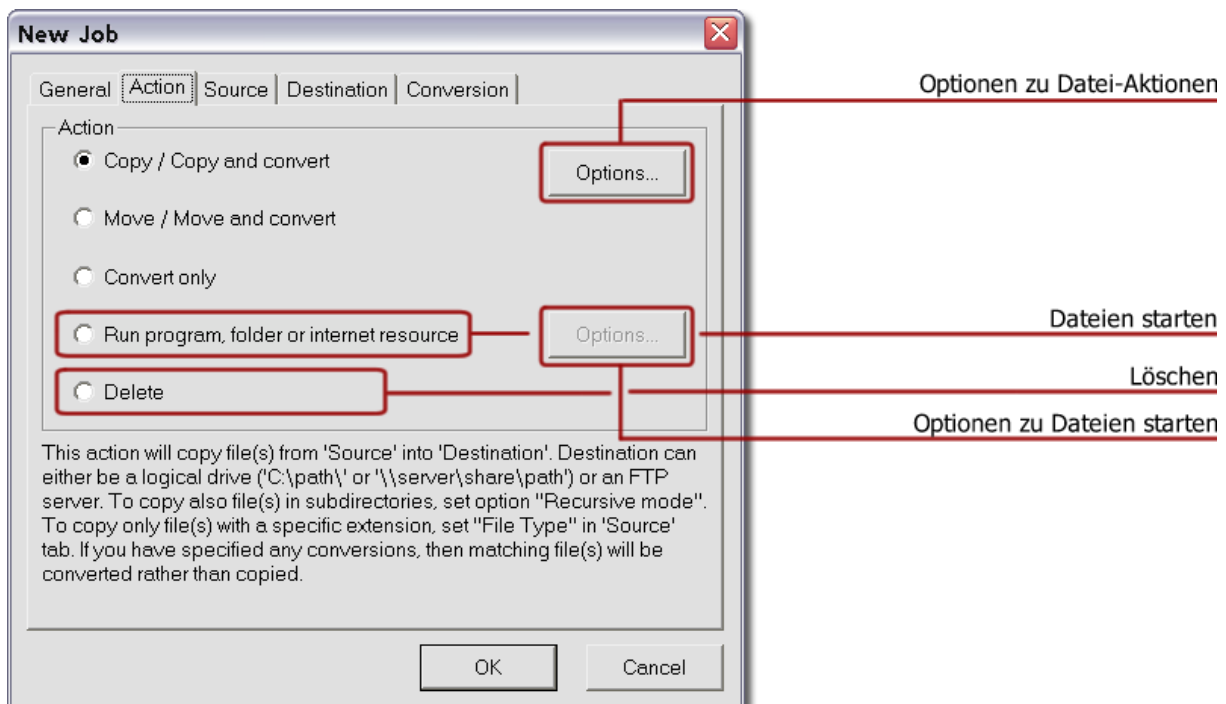 New Job
General Action Source Destination Conversion
Optionen zu Datei-Aktionen
Action
Copy / Copy and convert
Options...
Move / Move and convert
Convert only
Run program, folder or internet resource
Options...
Dateien starten
Delete
Löschen
Optionen zu Dateien starten
This action will copy file(s) from 'Source' into 'Destination'. Destination can
either be a logical drive ('C:\path\' or '\\server\share\path') or an FTP
server. To copy also file(s) in subdirectories, set option "Recursive mode".
To copy only file(s) with a specific extension, set "File Type" in 'Source'
tab. If you have specified any conversions, then matching file(s) will be
converted rather than copied.
OK Cancel